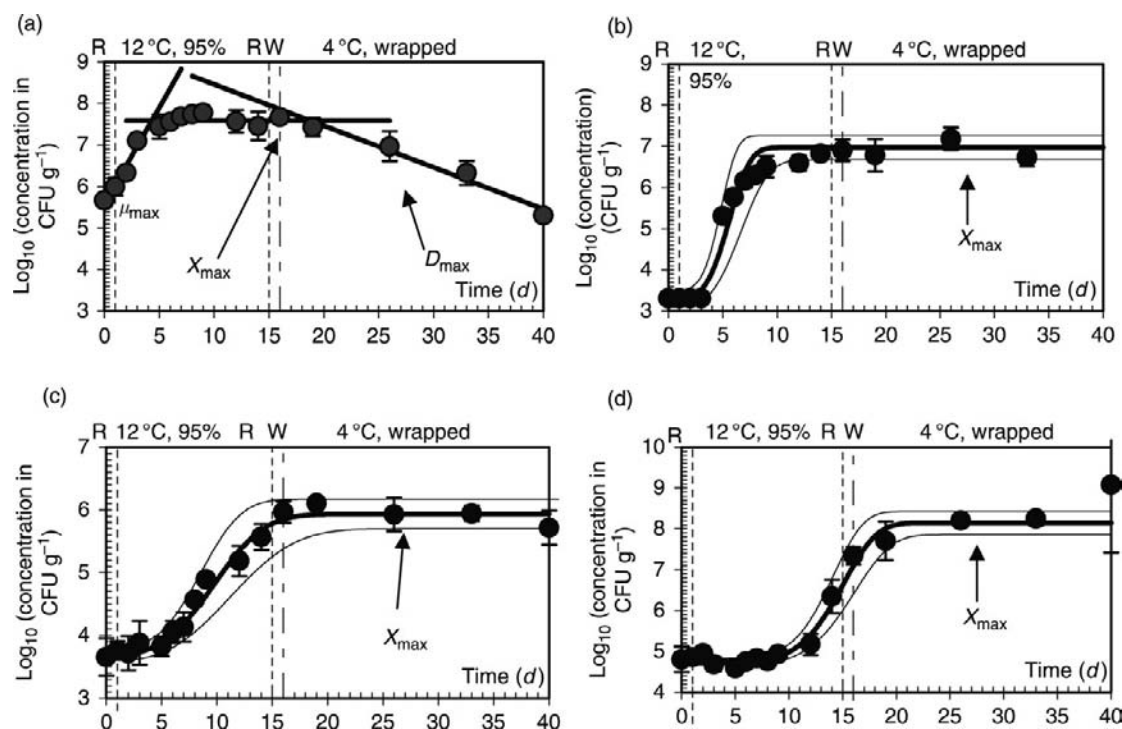 (a)
R 12 °C, 95% R W 4 °C, wrapped
9
8
7
6
5
4
3
Log10 (concentration in
CFU g−1)
μmax
Xmax
Dmax
Time (d)
0 5 10 15 20 25 30 35 40
(b)
R 12 °C, R W 4 °C, wrapped
95%
9
8
7
6
5
4
3
Log10 (concentration)
(CFU g−1)
Xmax
Time (d)
0 5 10 15 20 25 30 35 40
(c)
R 12 °C, 95% R W 4 °C, wrapped
7
6
5
4
3
Log10 (concentration in
CFU g−1)
Xmax
Time (d)
0 5 10 15 20 25 30 35 40
(d)
R 12 °C, 95% R W 4 °C, wrapped
10
9
8
7
6
5
4
Log10 (concentration in
CFU g−1)
Xmax
Time (d)
0 5 10 15 20 25 30 35 40